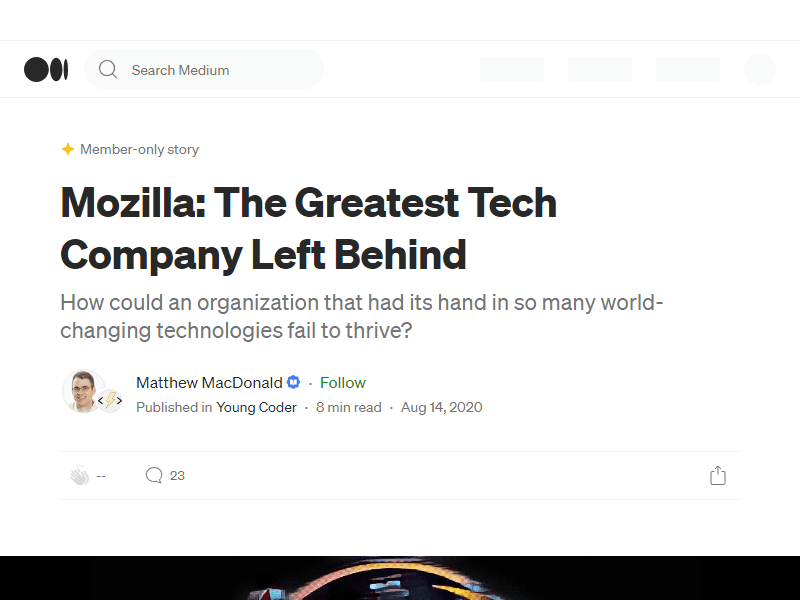 Search Medium
Member-only story
Mozilla: The Greatest Tech
Company Left Behind
How could an organization that had its hand in so many world-
changing technologies fail to thrive?
Matthew MacDonald · Follow
Published in Young Coder · 8 min read · Aug 14, 2020
-- 23